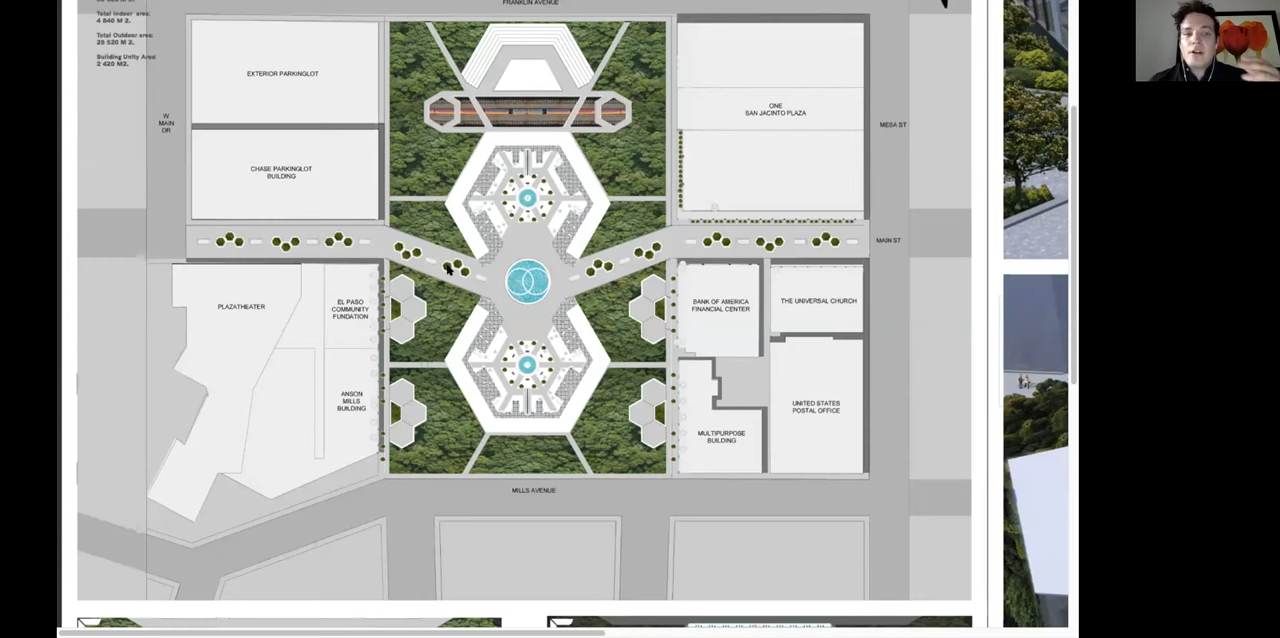 FRANKLIN AVENUE
Total Indoor area:
4 840 M 2.
Total Outdoor area:
25 520 M 2.
Building Unity Area:
2 420 M2.
EXTERIOR PARKINGLOT
ONE
SAN JACINTO PLAZA
W.
MAIN
DR
MESA ST
CHASE PARKINGLOT
BUILDING
MAIN ST
PLAZATHEATER
EL PASO
COMMUNITY
FUNDATION
BANK OF AMERICA
FINANCIAL CENTER
THE UNIVERSAL CHURCH
ANSON
MILLS
BUILDING
UNITED STATES
POSTAL OFFICE
MULTIPURPOSE
BUILDING
MILLS AVENUE